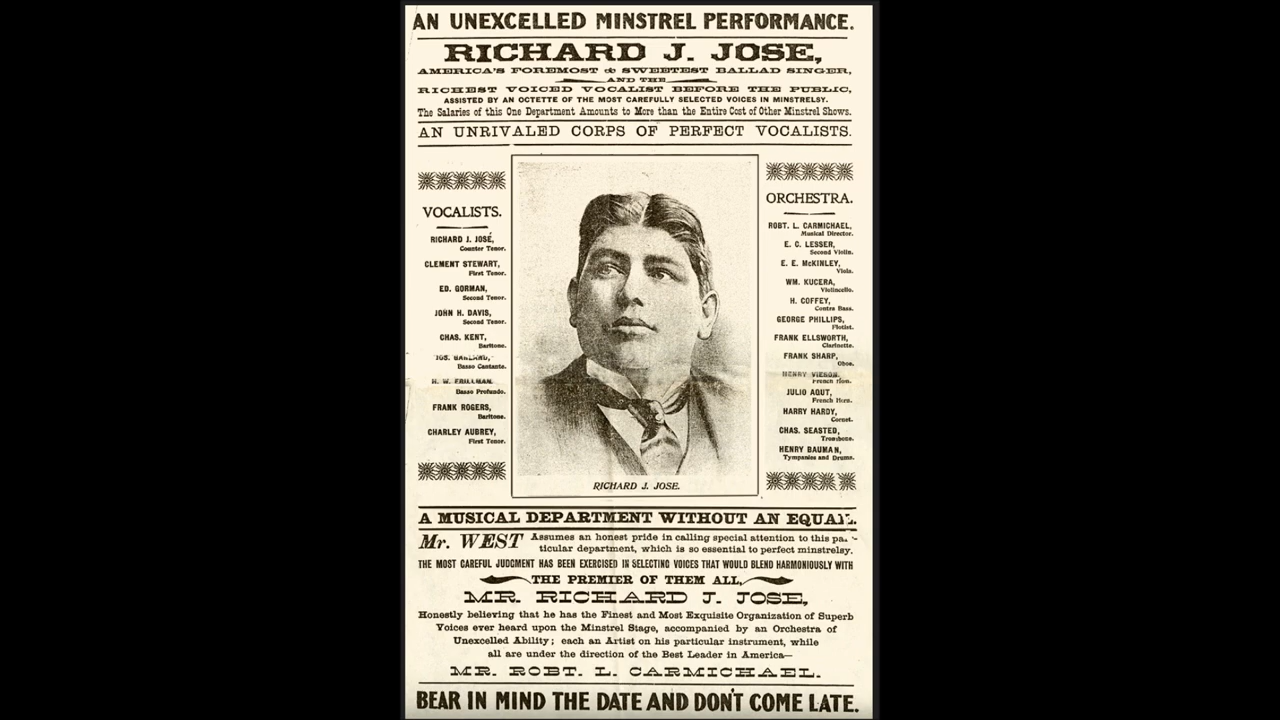 AN UNEXCELLED MINSTREL PERFORMANCE.
RICHARD J. JOSE,
AMERICA'S FOREMOST & SWEETEST BALLAD SINGER,
AND THE
RICHEST VOICED VOCALIST BEFORE THE PUBLIC,
ASSISTED BY AN OCTETTE OF THE MOST CAREFULLY SELECTED VOICES IN MINSTRELSY.
The Salaries of this One Department Amounts to More than the Entire Cost of Other Minstrel Shows.
AN UNRIVALED CORPS OF PERFECT VOCALISTS.
VOCALISTS.
RICHARD J. JOSÉ,
Counter Tenor.
CLEMENT STEWART,
First Tenor.
ED. GORMAN,
Second Tenor.
JOHN H. DAVIS,
Second Tenor.
CHAS. KENT,
Baritone.
JOS. GARLAND,
Basso Cantante.
H. W. FRILLMAN.
Basso Profundo.
FRANK ROGERS,
Baritone.
CHARLEY AUBREY,
First Tenor.
RICHARD J. JOSE.
ORCHESTRA.
ROBT. L. CARMICHAEL,
Musical Director.
E. C. LESSER,
Second Violin.
E. E. McKINLEY,
Viola.
WM. KUCERA,
Violincello.
H. COFFEY,
Contra Bass.
GEORGE PHILLIPS,
Flutist.
FRANK ELLSWORTH,
Clarinette.
FRANK SHARP,
Oboe.
HENRY
French Horn.
JULIO AGUT,
French Horn.
HARRY HARDY,
Cornet.
CHAS. SEASTED,
Trombone.
HENRY BAUMAN,
Tympanies and Drums.
A MUSICAL DEPARTMENT WITHOUT AN EQUAL.
Mr. WEST Assumes an honest pride in calling special attention to this par-
ticular department, which is so essential to perfect minstrelsy.
THE MOST CAREFUL JUDGMENT HAS BEEN EXERCISED IN SELECTING VOICES THAT WOULD BLEND HARMONIOUSLY WITH
THE PREMIER OF THEM ALL,
MR. RICHARD J. JOSE,
Honestly believing that he has the Finest and Most Exquisite Organization of Superb
Voices ever heard upon the Minstrel Stage, accompanied by an Orchestra of
Unexcelled Ability; each an Artist on his particular instrument, while
all are under the direction of the Best Leader in America—
MR. ROBT. L. CARMICHAEL.
BEAR IN MIND THE DATE AND DON'T COME LATE.